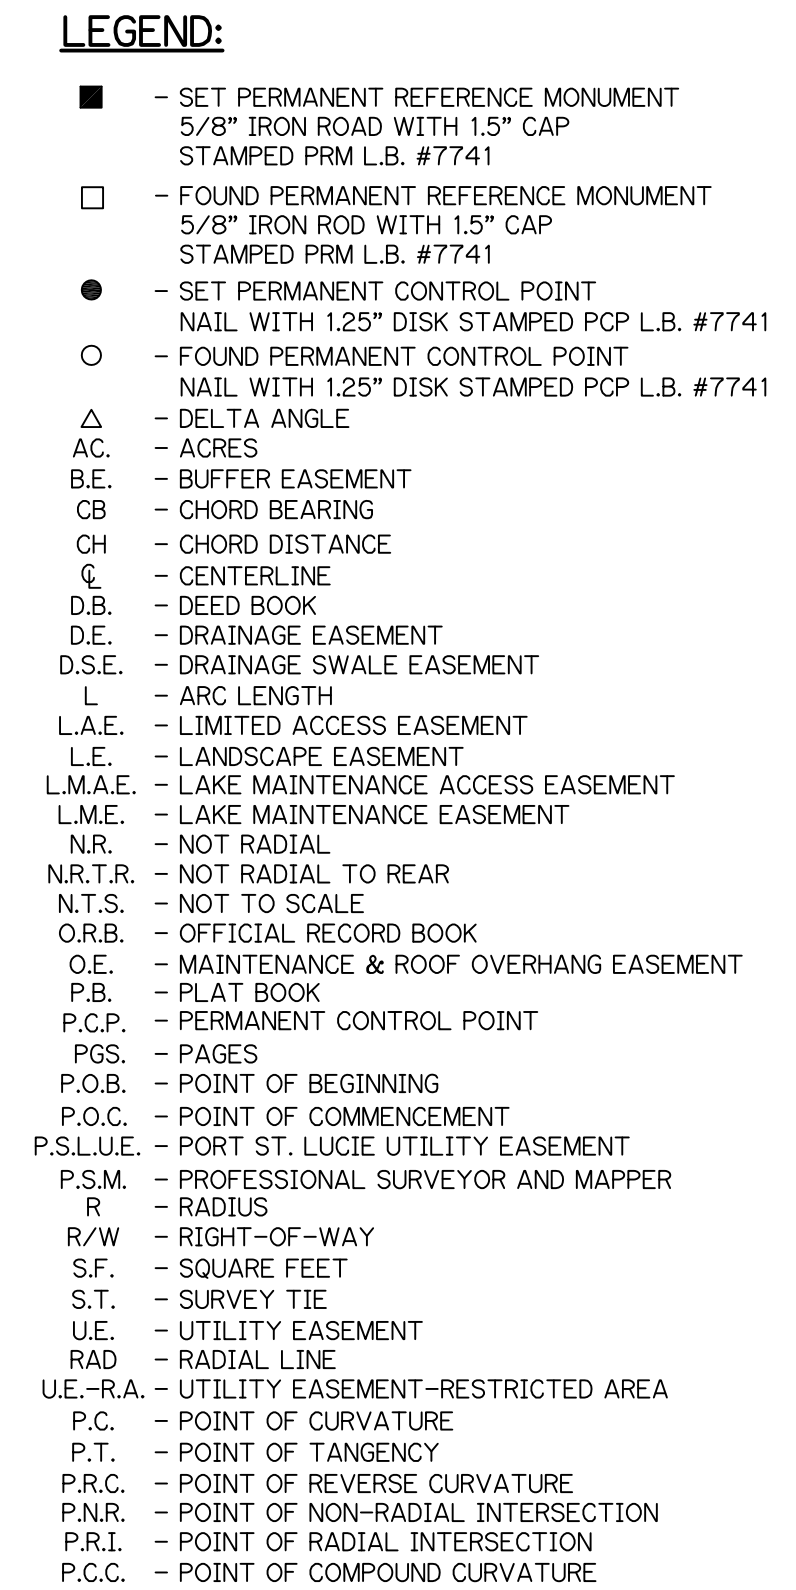 LEGEND:
– SET PERMANENT REFERENCE MONUMENT
5/8" IRON ROAD WITH 1.5" CAP
STAMPED PRM L.B. #7741
– FOUND PERMANENT REFERENCE MONUMENT
5/8" IRON ROD WITH 1.5" CAP
STAMPED PRM L.B. #7741
– SET PERMANENT CONTROL POINT
NAIL WITH 1.25" DISK STAMPED PCP L.B. #7741
– FOUND PERMANENT CONTROL POINT
NAIL WITH 1.25" DISK STAMPED PCP L.B. #7741
△ – DELTA ANGLE
AC. – ACRES
B.E. – BUFFER EASEMENT
CB – CHORD BEARING
CH – CHORD DISTANCE
℄ – CENTERLINE
D.B. – DEED BOOK
D.E. – DRAINAGE EASEMENT
D.S.E. – DRAINAGE SWALE EASEMENT
L – ARC LENGTH
L.A.E. – LIMITED ACCESS EASEMENT
L.E. – LANDSCAPE EASEMENT
L.M.A.E. – LAKE MAINTENANCE ACCESS EASEMENT
L.M.E. – LAKE MAINTENANCE EASEMENT
N.R. – NOT RADIAL
N.R.T.R. – NOT RADIAL TO REAR
N.T.S. – NOT TO SCALE
O.R.B. – OFFICIAL RECORD BOOK
O.E. – MAINTENANCE & ROOF OVERHANG EASEMENT
P.B. – PLAT BOOK
P.C.P. – PERMANENT CONTROL POINT
PGS. – PAGES
P.O.B. – POINT OF BEGINNING
P.O.C. – POINT OF COMMENCEMENT
P.S.L.U.E. – PORT ST. LUCIE UTILITY EASEMENT
P.S.M. – PROFESSIONAL SURVEYOR AND MAPPER
R – RADIUS
R/W – RIGHT–OF–WAY
S.F. – SQUARE FEET
S.T. – SURVEY TIE
U.E. – UTILITY EASEMENT
RAD – RADIAL LINE
U.E.–R.A. – UTILITY EASEMENT–RESTRICTED AREA
P.C. – POINT OF CURVATURE
P.T. – POINT OF TANGENCY
P.R.C. – POINT OF REVERSE CURVATURE
P.N.R. – POINT OF NON–RADIAL INTERSECTION
P.R.I. – POINT OF RADIAL INTERSECTION
P.C.C. – POINT OF COMPOUND CURVATURE